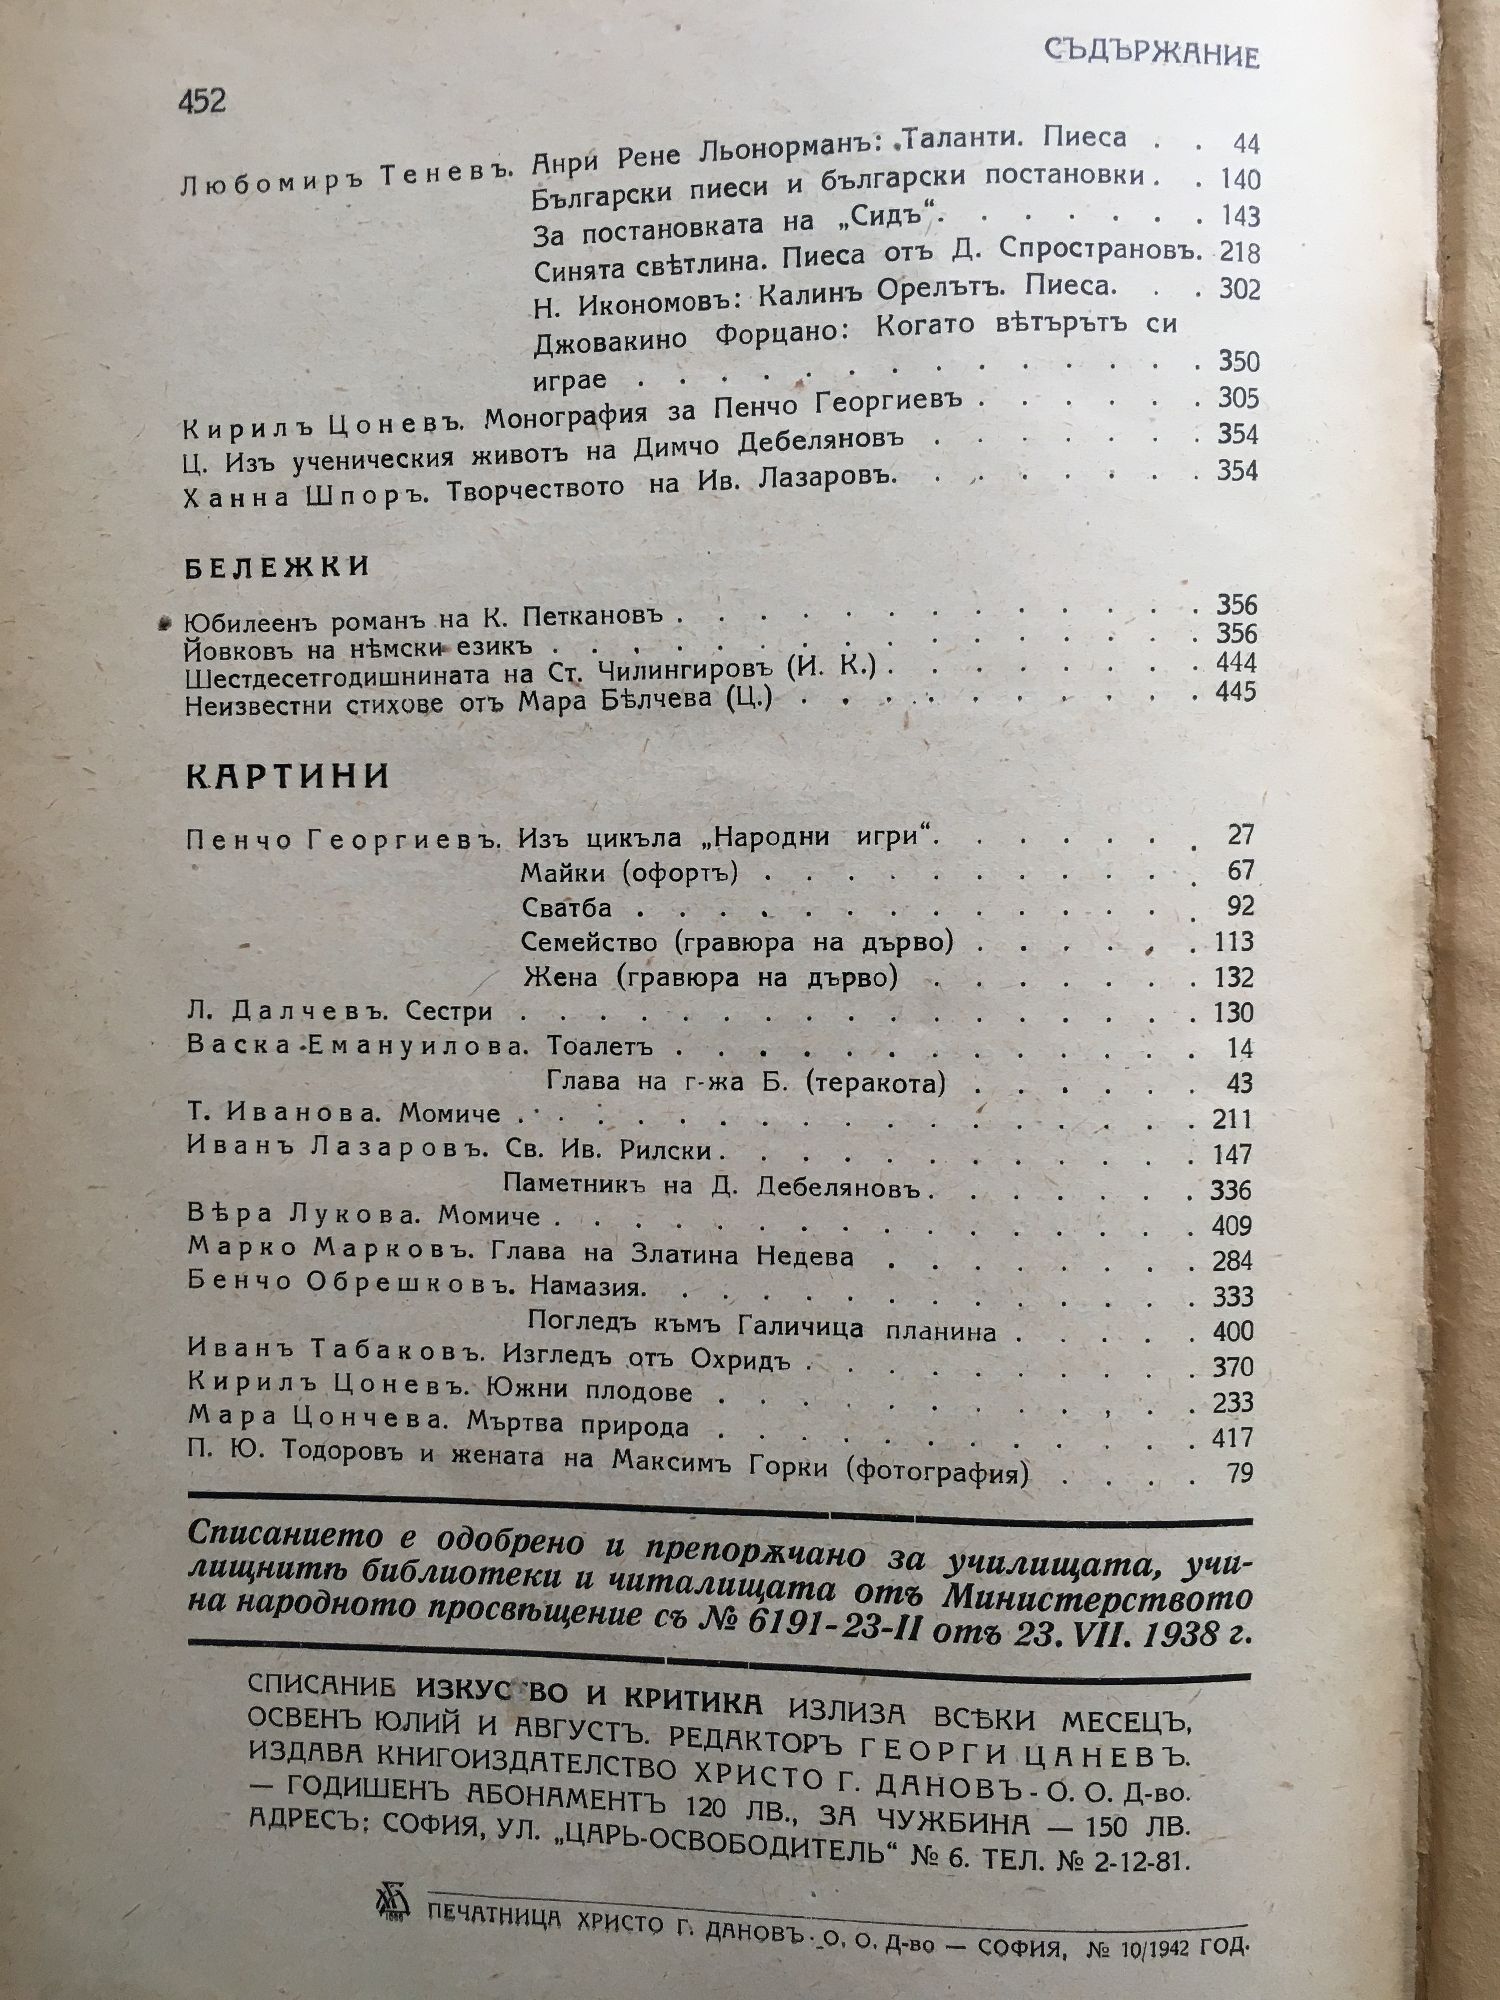 СЪДЪРЖАНИЕ
452
Любомиръ Теневъ. Анри Рене Льонорманъ: Таланти. Пиеса . . 44
Български пиеси и български постановки. . 140
За постановката на „Сидъ“. . . . . . . 143
Синята свѣтлина. Пиеса отъ Д. Спространовъ. 218
Н. Икономовъ: Калинъ Орелътъ. Пиеса. . . 302
Джовакино Форцано: Когато вѣтърътъ си
играе . . . . . . . . . . . . . . . 350
Кирилъ Цоневъ. Монография за Пенчо Георгиевъ . . . . . . 305
Ц. Изъ ученическия животъ на Димчо Дебеляновъ . . . . . . . 354
Ханна Шпоръ. Творчеството на Ив. Лазаровъ. . . . . . . . 354
БЕЛЕЖКИ
Юбилеенъ романъ на К. Петкановъ . . . . . . . . . . . . . 356
Йовковъ на нѣмски езикъ . . . . . . . . . . . . . . . . 356
Шестдесетгодишнината на Ст. Чилингировъ (И. К.) . . . . . . . . 444
Неизвестни стихове отъ Мара Бѣлчева (Ц.) . . . . . . . . . . 445
КАРТИНИ
Пенчо Георгиевъ. Изъ цикъла „Народни игри“. . . . . . . . 27
Майки (офортъ) . . . . . . . . . . . 67
Сватба . . . . . . . . . . . . . . 92
Семейство (гравюра на дърво) . . . . . . 113
Жена (гравюра на дърво) . . . . . . . 132
Л. Далчевъ. Сестри . . . . . . . . . . . . . . . . . 130
Васка Емануилова. Тоалетъ . . . . . . . . . . . . . 14
Глава на г-жа Б. (теракота) . . . . . . 43
Т. Иванова. Момиче . . . . . . . . . . . . . . . . . 211
Иванъ Лазаровъ. Св. Ив. Рилски. . . . . . . . . . . . 147
Паметникъ на Д. Дебеляновъ. . . . . . . 336
Вѣра Лукова. Момиче . . . . . . . . . . . . . . . . 409
Марко Марковъ. Глава на Златина Недева . . . . . . . . 284
Бенчо Обрешковъ. Намазия. . . . . . . . . . . . . . 333
Погледъ къмъ Галичица планина . . . . . 400
Иванъ Табаковъ. Изгледъ отъ Охридъ . . . . . . . . . . 370
Кирилъ Цоневъ. Южни плодове . . . . . . . . . . . . 233
Мара Цончева. Мъртва природа . . . . . . . . . . . . 417
П. Ю. Тодоровъ и жената на Максимъ Горки (фотография) . . . . 79
Списанието е одобрено и препорѫчано за училищата, учи-
лищнитѣ библиотеки и читалищата отъ Министерството
на народното просвѣщение съ № 6191-23-II отъ 23. VII. 1938 г.
СПИСАНИЕ ИЗКУСТВО И КРИТИКА ИЗЛИЗА ВСѢКИ МЕСЕЦЪ,
ОСВЕНЪ ЮЛИЙ И АВГУСТЪ. РЕДАКТОРЪ ГЕОРГИ ЦАНЕВЪ.
ИЗДАВА КНИГОИЗДАТЕЛСТВО ХРИСТО Г. ДАНОВЪ - О. О. Д-во.
— ГОДИШЕНЪ АБОНАМЕНТЪ 120 ЛВ., ЗА ЧУЖБИНА — 150 ЛВ.
АДРЕСЪ: СОФИЯ, УЛ. „ЦАРЬ-ОСВОБОДИТЕЛЬ“ № 6. ТЕЛ. № 2-12-81.
ПЕЧАТНИЦА ХРИСТО Г. ДАНОВЪ - О. О. Д-во — СОФИЯ, № 10/1942 ГОД.